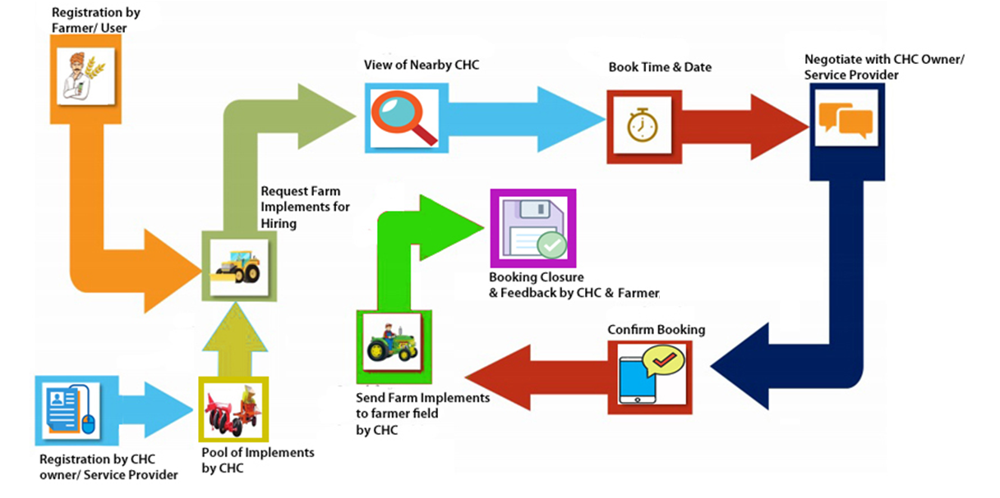 Registration by
Farmer/ User
View of Nearby CHC
Book Time & Date
Negotiate with CHC Owner/
Service Provider
Request Farm
Implements for
Hiring
Booking Closure
& Feedback by CHC & Farmer
Confirm Booking
Send Farm Implements
to farmer field
by CHC
Registration by CHC
owner/ Service Provider
Pool of Implements
by CHC